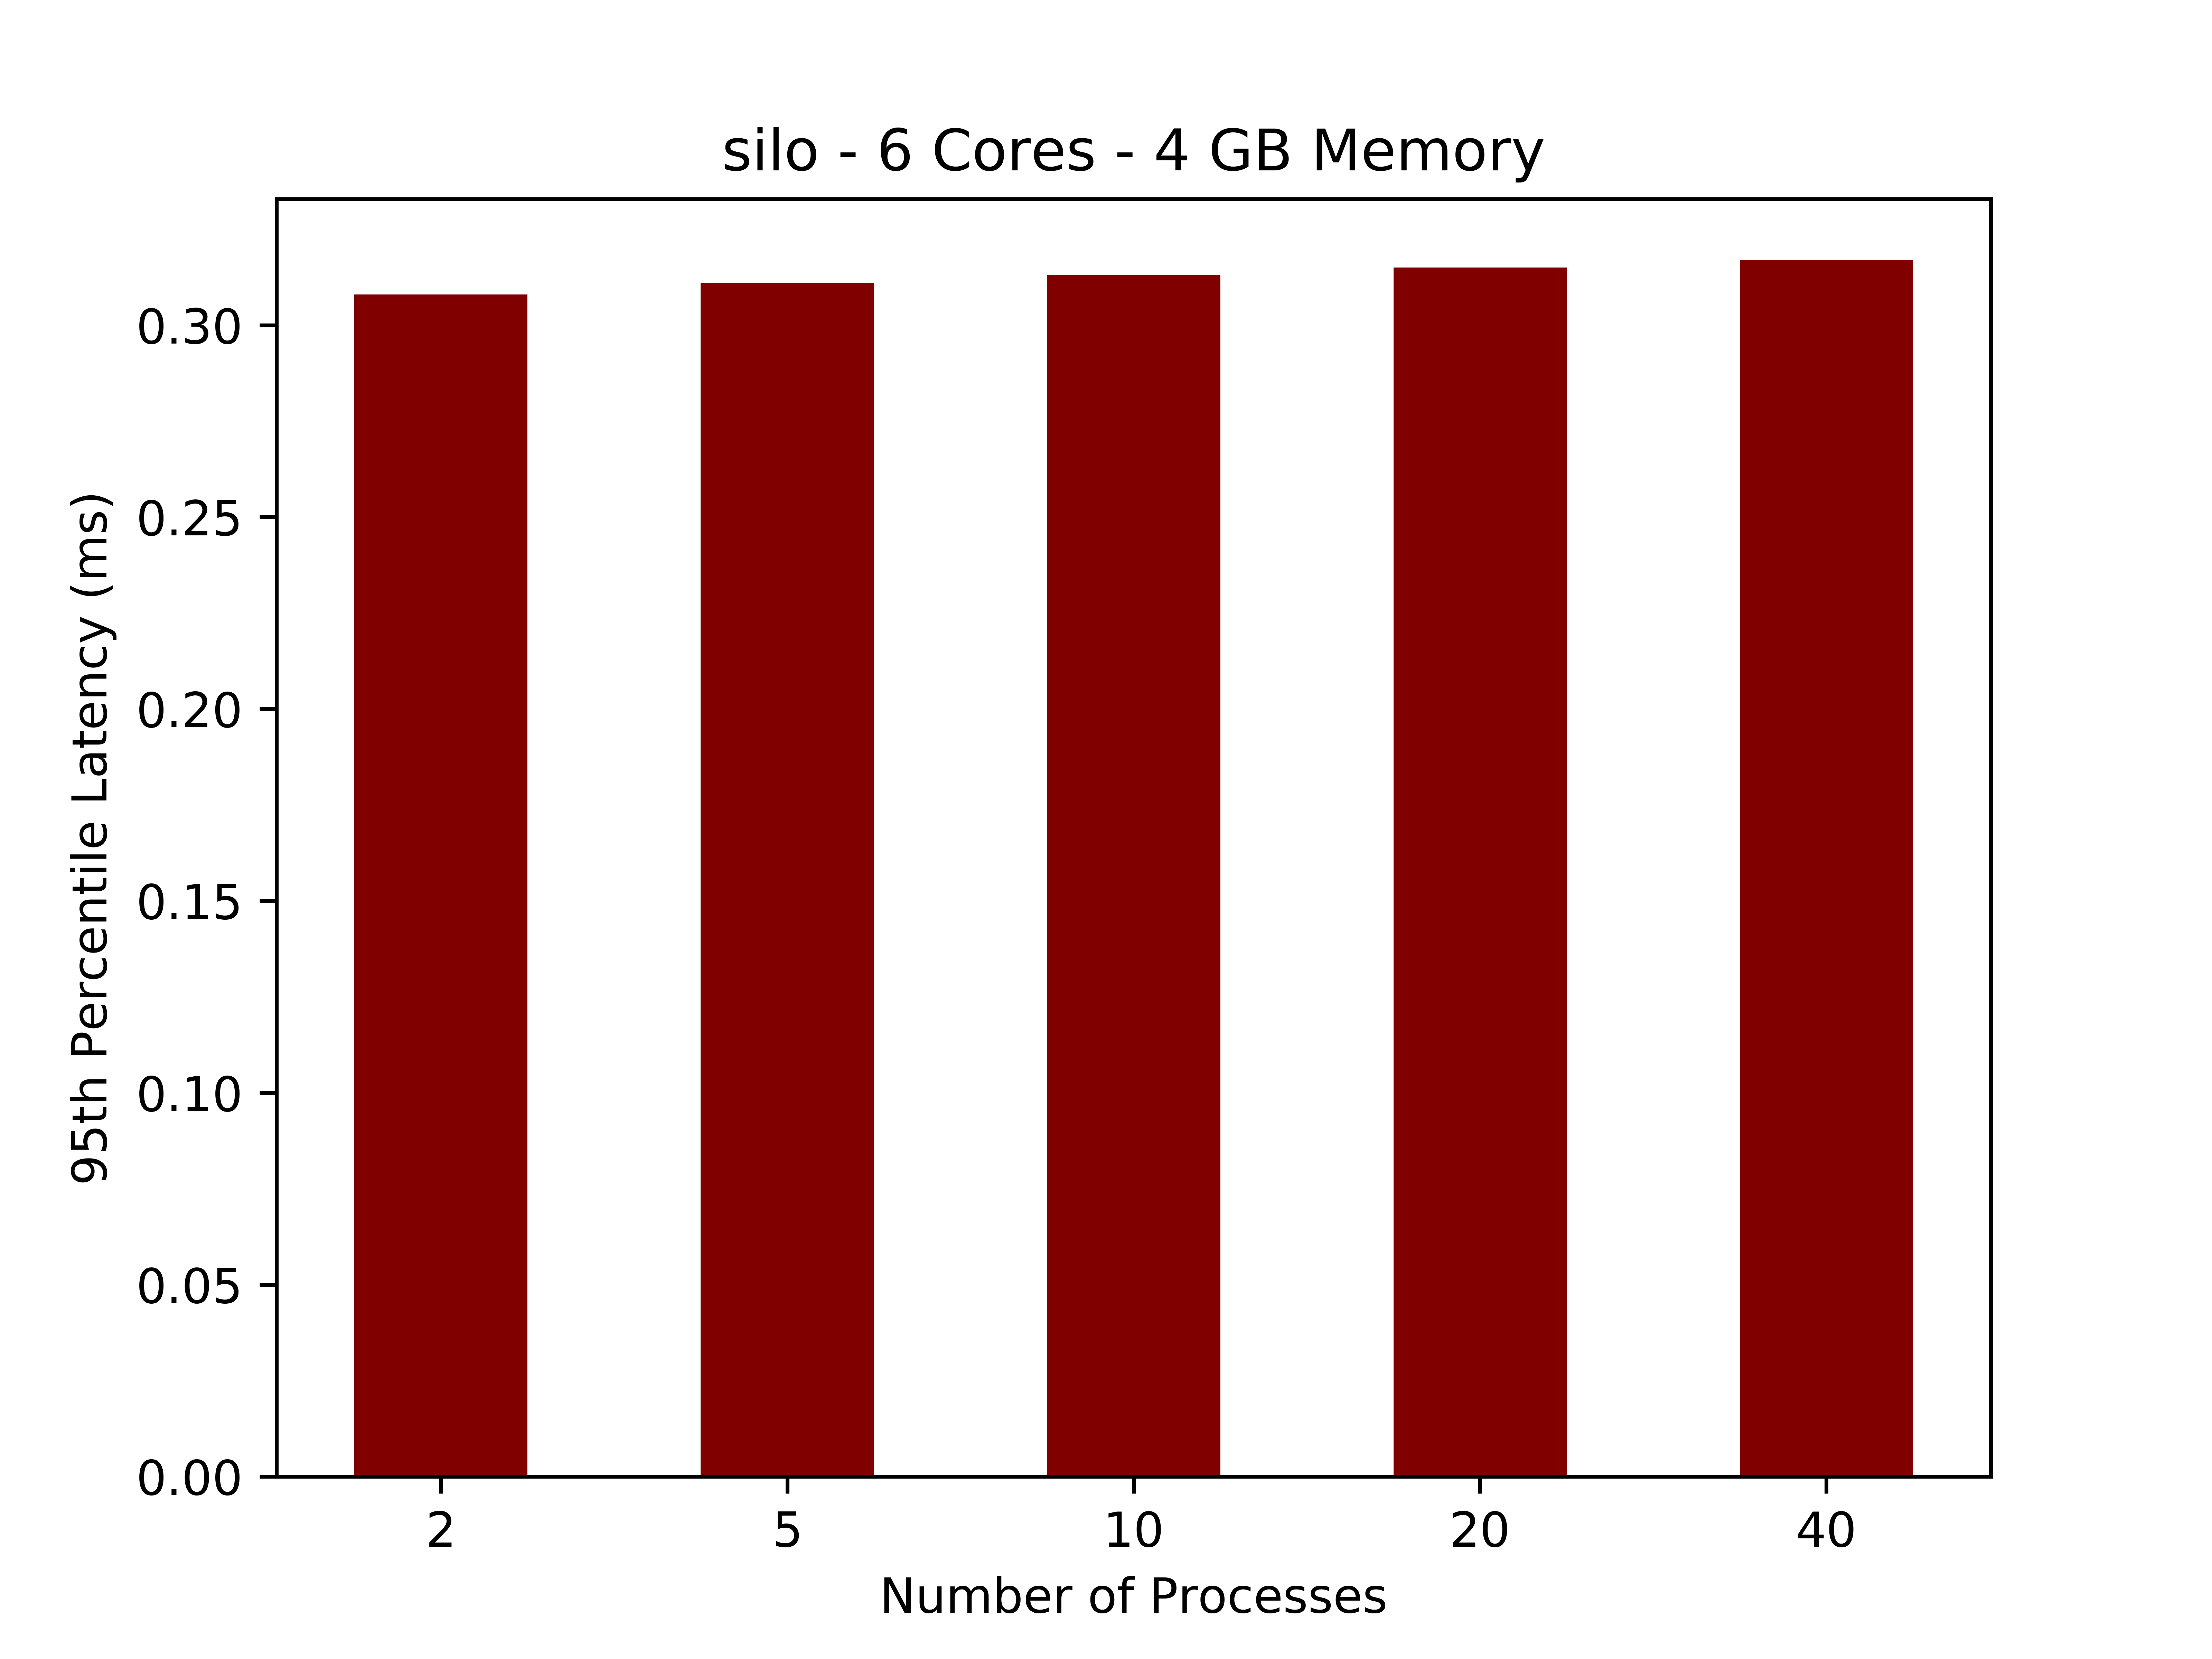 silo - 6 Cores - 4 GB Memory
95th Percentile Latency (ms)
0.30
0.25
0.20
0.15
0.10
0.05
0.00
2 5 10 20 40
Number of Processes